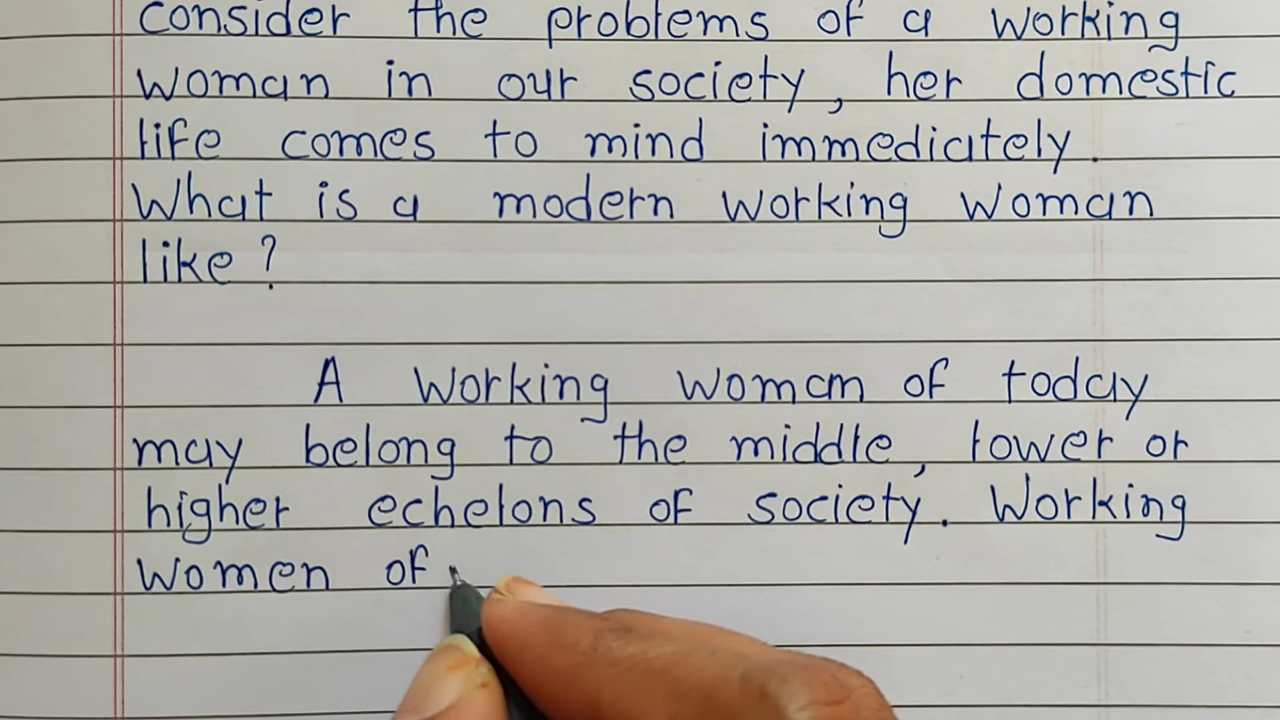 consider the problems of a working
woman in our society, her domestic
life comes to mind immediately.
What is a modern working woman
like?
A working woman of today
may belong to the middle, lower or
higher echelons of society. Working
women of